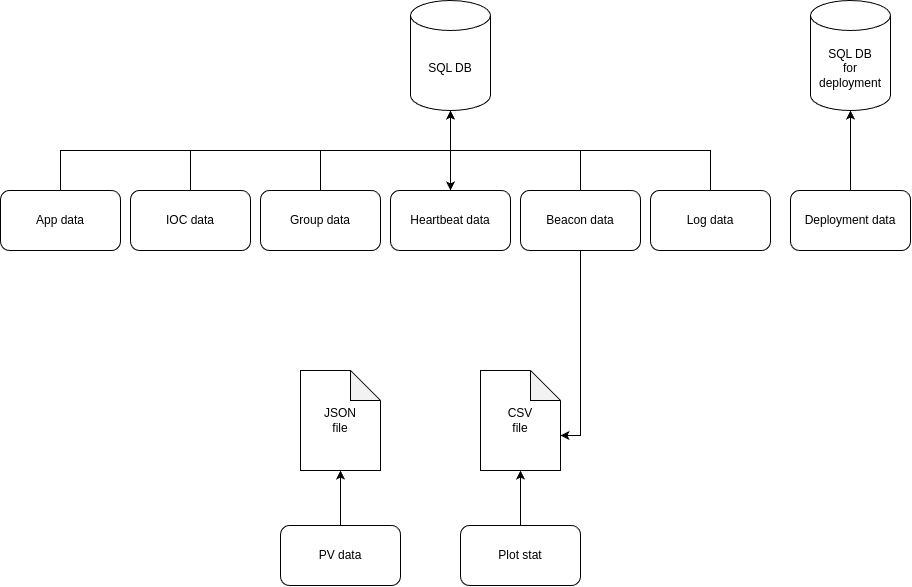 SQL DB
SQL DB
for
deployment
App data
IOC data
Group data
Heartbeat data
Beacon data
Log data
Deployment data
JSON
file
CSV
file
PV data
Plot stat